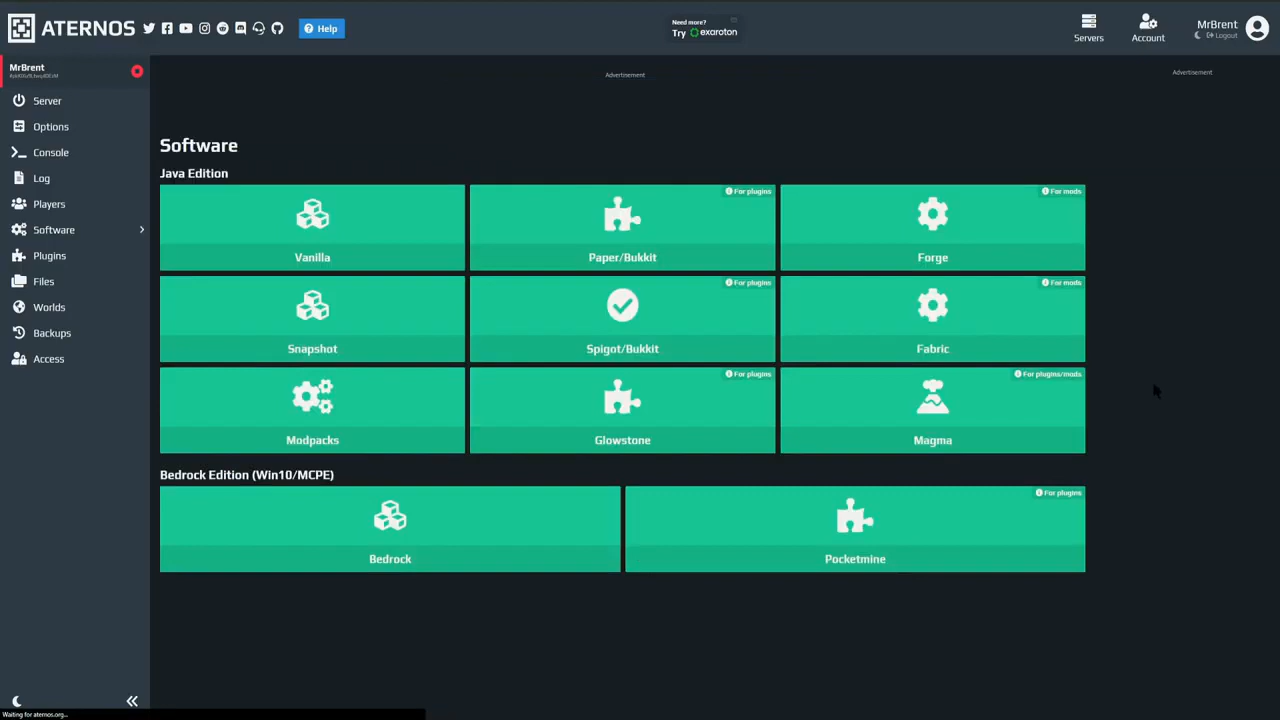 ATERNOS
Help
Need more?
Try exaroton
Servers
Account
MrBrent
Logout
MrBrent
Server
Options
Console
Log
Players
Software
Plugins
Files
Worlds
Backups
Access
Advertisement
Advertisement
Software
Java Edition
Vanilla
For plugins
Paper/Bukkit
For mods
Forge
Snapshot
For plugins
Spigot/Bukkit
For mods
Fabric
Modpacks
For plugins
Glowstone
For plugins/mods
Magma
Bedrock Edition (Win10/MCPE)
Bedrock
For plugins
Pocketmine
Waiting for aternos.org...